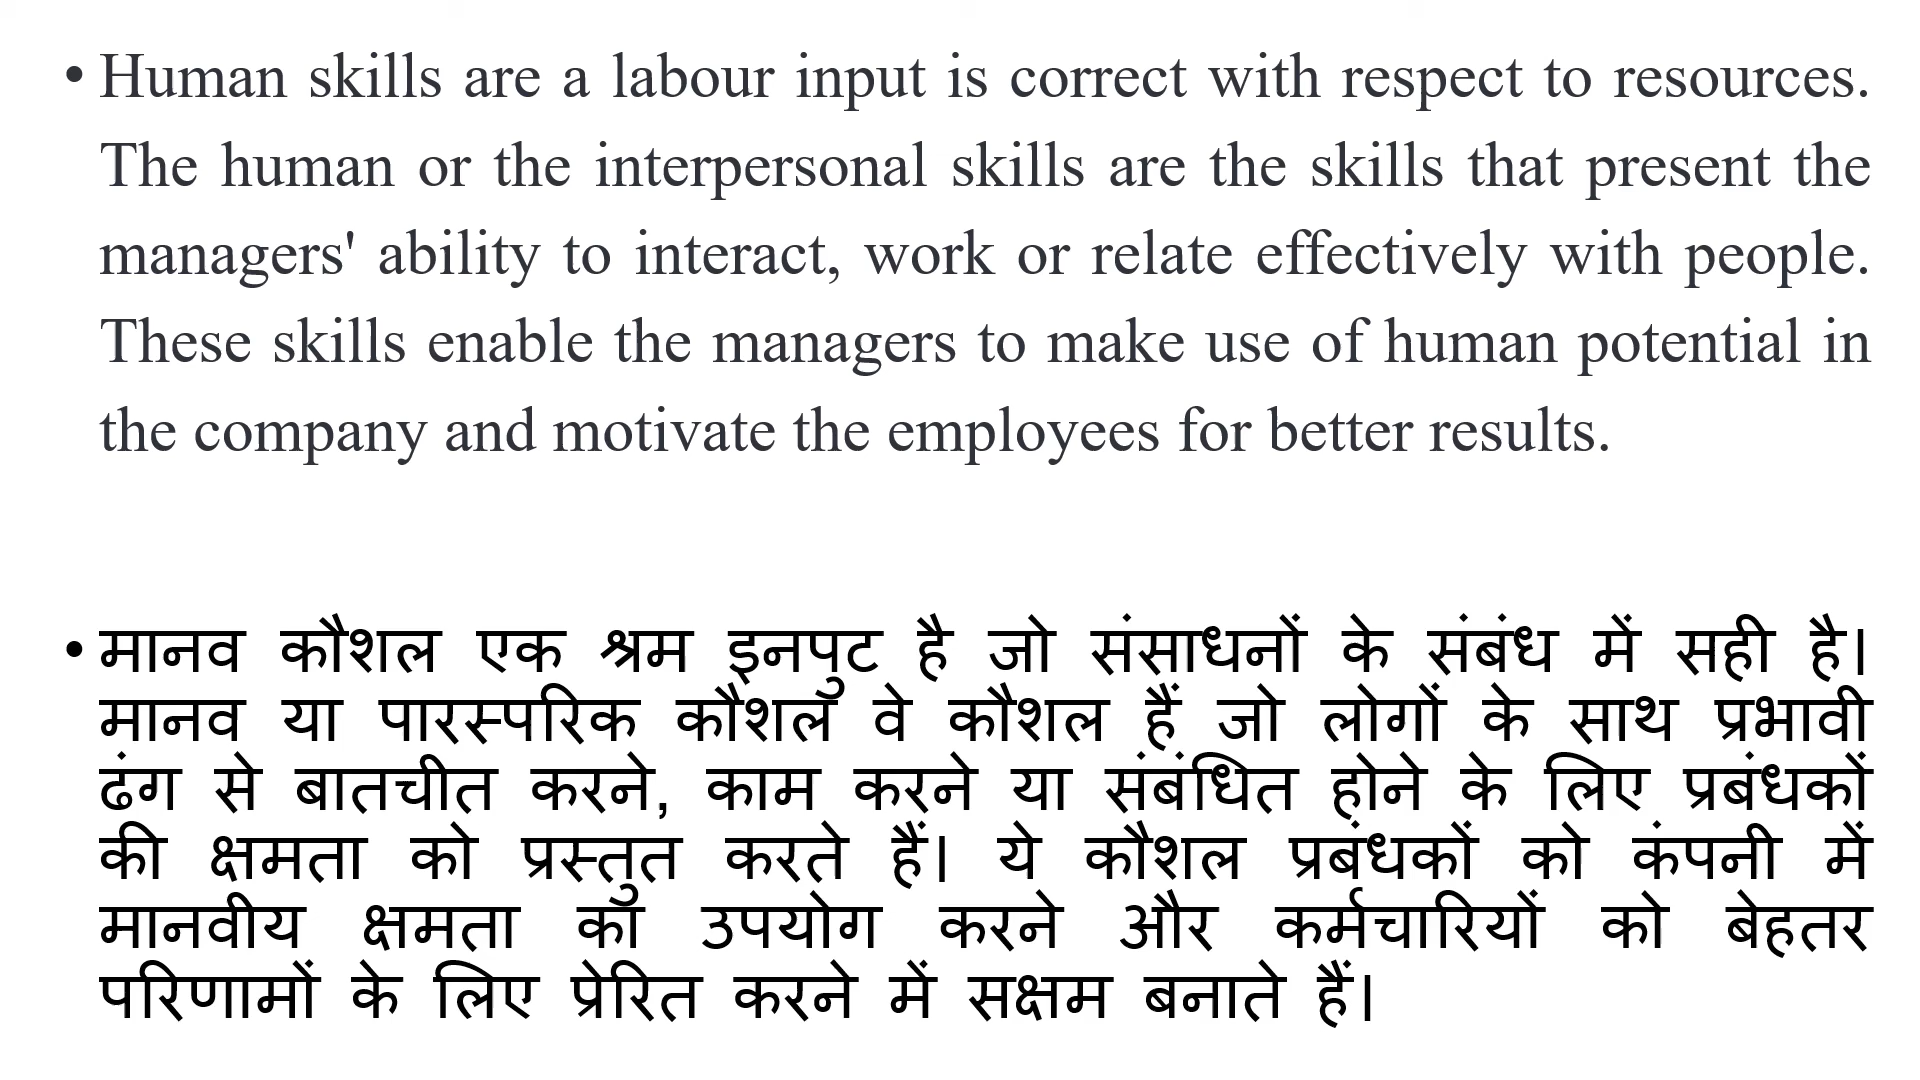 • Human skills are a labour input is correct with respect to resources.
The human or the interpersonal skills are the skills that present the
managers' ability to interact, work or relate effectively with people.
These skills enable the managers to make use of human potential in
the company and motivate the employees for better results.
• मानव कौशल एक श्रम इनपुट है जो संसाधनों के संबंध में सही है।
मानव या पारस्परिक कौशल वे कौशल हैं जो लोगों के साथ प्रभावी
ढंग से बातचीत करने, काम करने या संबंधित होने के लिए प्रबंधकों
की क्षमता को प्रस्तुत करते हैं। ये कौशल प्रबंधकों को कंपनी में
मानवीय क्षमता का उपयोग करने और कर्मचारियों को बेहतर
परिणामों के लिए प्रेरित करने में सक्षम बनाते हैं।